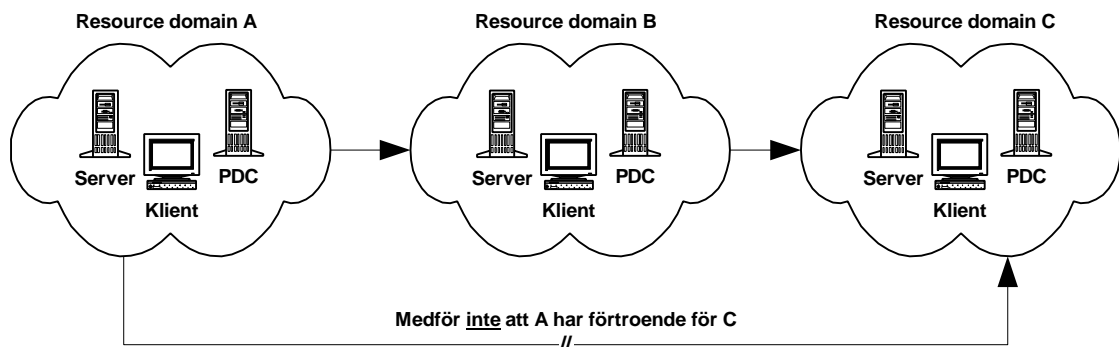 Resource domain A
Resource domain B
Resource domain C
Server
PDC
Klient
Server
PDC
Klient
Server
PDC
Klient
Medför inte att A har förtroende för C